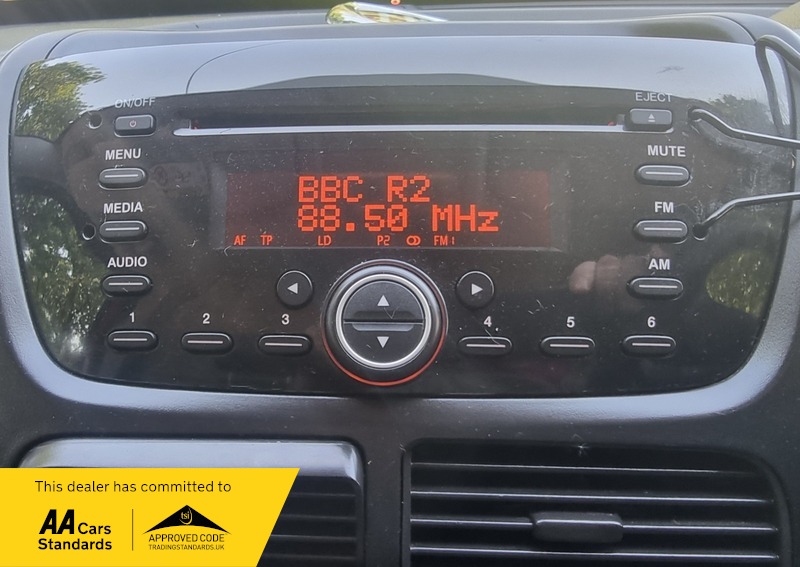 ON/OFF
EJECT
MENU
MUTE
BBC R2
88.50 MHz
MEDIA
FM
AF TP LD P2 FM1
AUDIO
AM
1 2 3 4 5 6
This dealer has committed to
AA Cars
Standards
tsi
APPROVED CODE
TRADINGSTANDARDS.UK